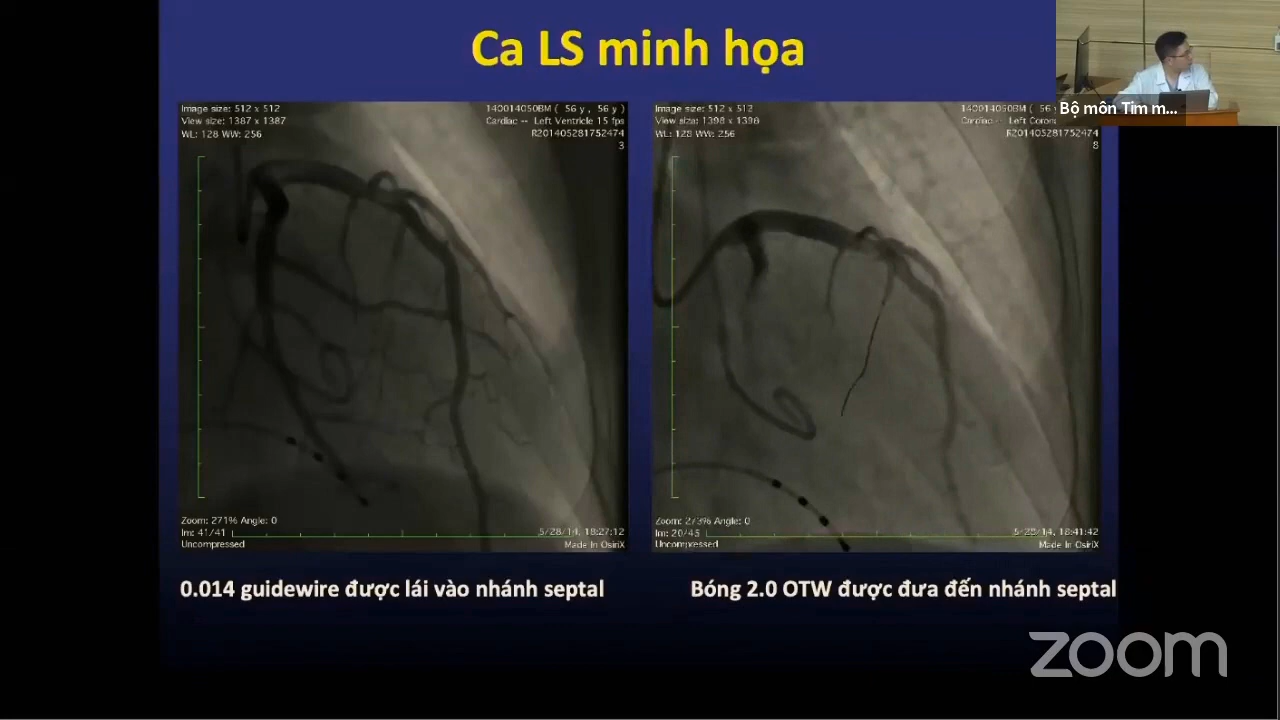 Ca LS minh họa
Bộ môn Tim m...
Image size: 512 x 512
View size: 1387 x 1387
WL: 128 WW: 256
140014050BM ( 56 y , 56 y )
Cardiac -- Left Ventricle 15 fps
R201405281752474
3
Zoom: 271% Angle: 0
Im: 41/41
Uncompressed
5/28/14, 18:27:12
Made In OsiriX
Image size: 512 x 512
View size: 1398 x 1398
WL: 128 WW: 256
140014050BM ( 56
Cardiac -- Left Coron
R201405281752474
8
Zoom: 273% Angle: 0
Im: 20/45
Uncompressed
5/28/14, 18:41:42
Made In OsiriX
0.014 guidewire được lái vào nhánh septal
Bóng 2.0 OTW được đưa đến nhánh septal
zoom